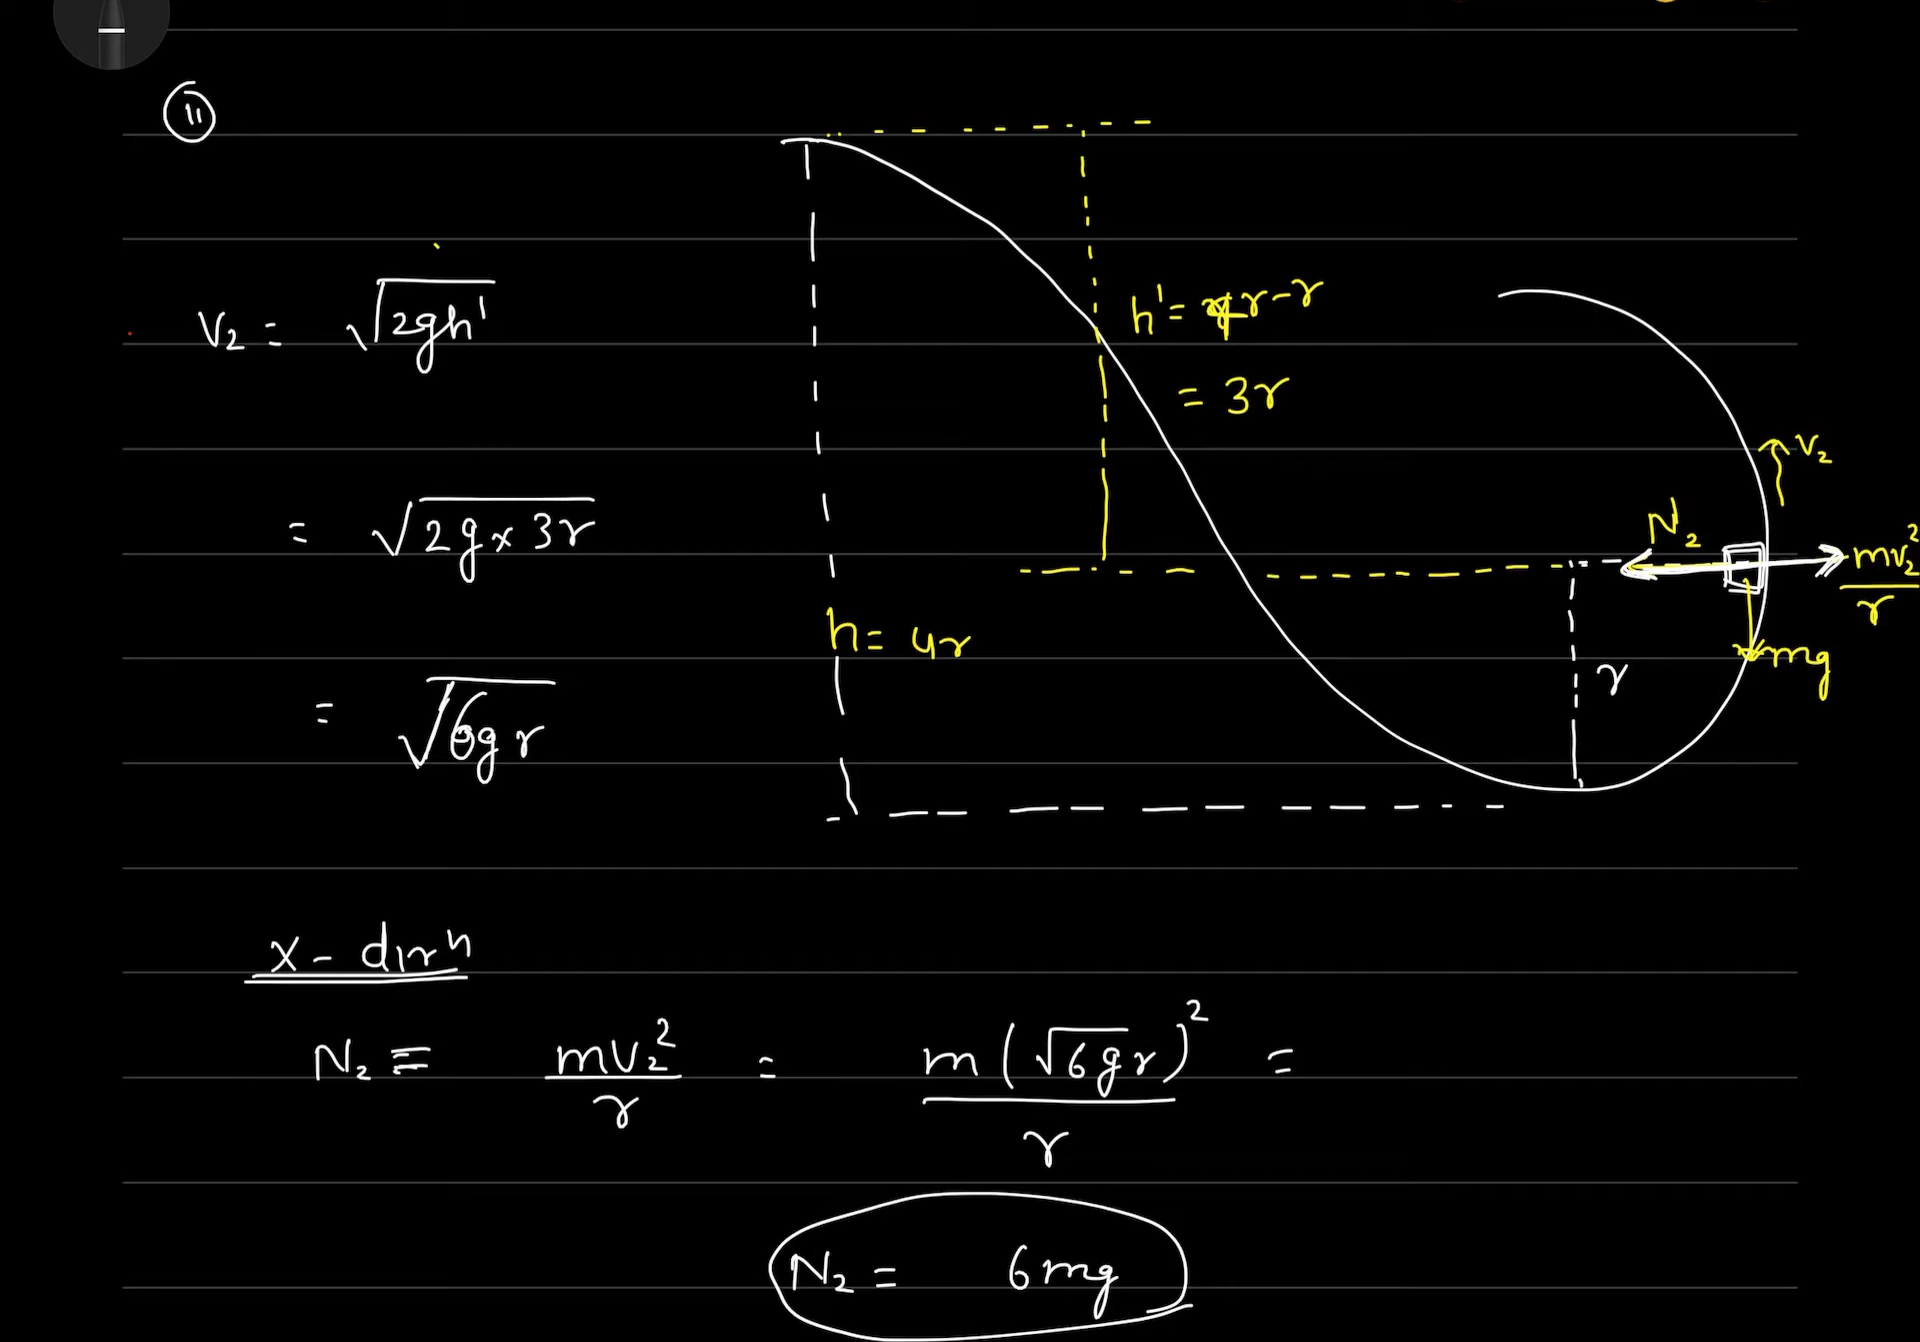 11
h' = 4r - r
v₂ = √2gh'
= 3r
v₂
N₂
mv₂²/r
= √2g × 3r
h = 4r
mg
r
= √6gr
x - dirⁿ
N₂ = mv₂²/r = m(√6gr)²/r =
N₂ = 6mg